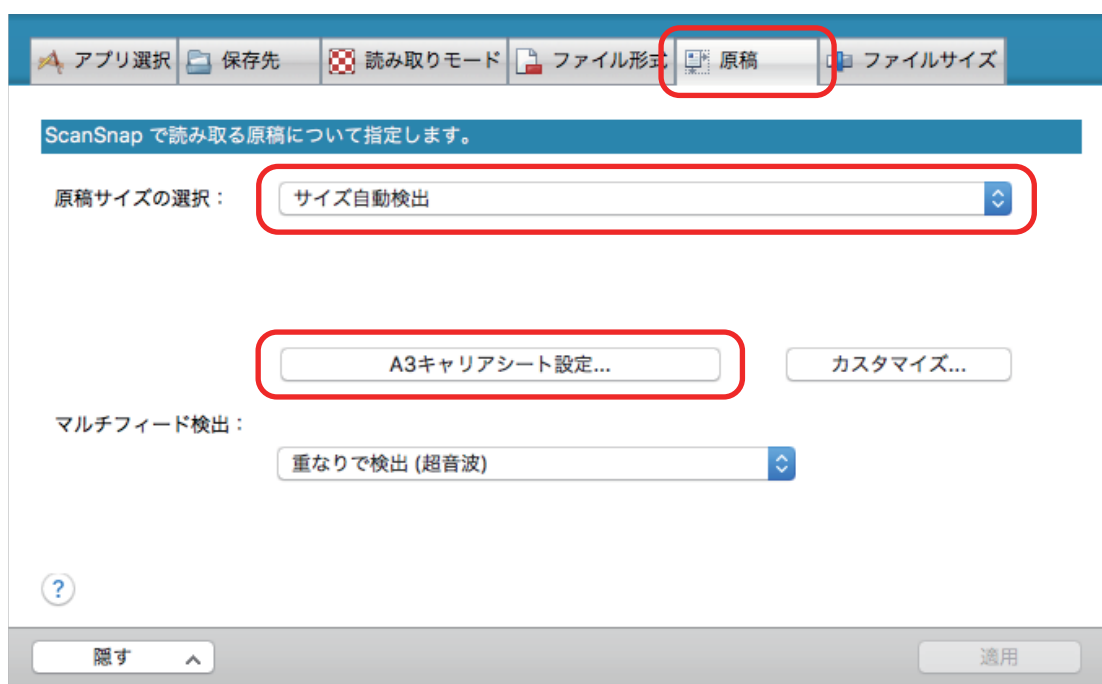 アプリ選択 保存先 読み取りモード ファイル形式 原稿 ファイルサイズ
ScanSnap で読み取る原稿について指定します。
原稿サイズの選択： サイズ自動検出
A3キャリアシート設定... カスタマイズ...
マルチフィード検出：
重なりで検出 (超音波)
?
隠す 適用